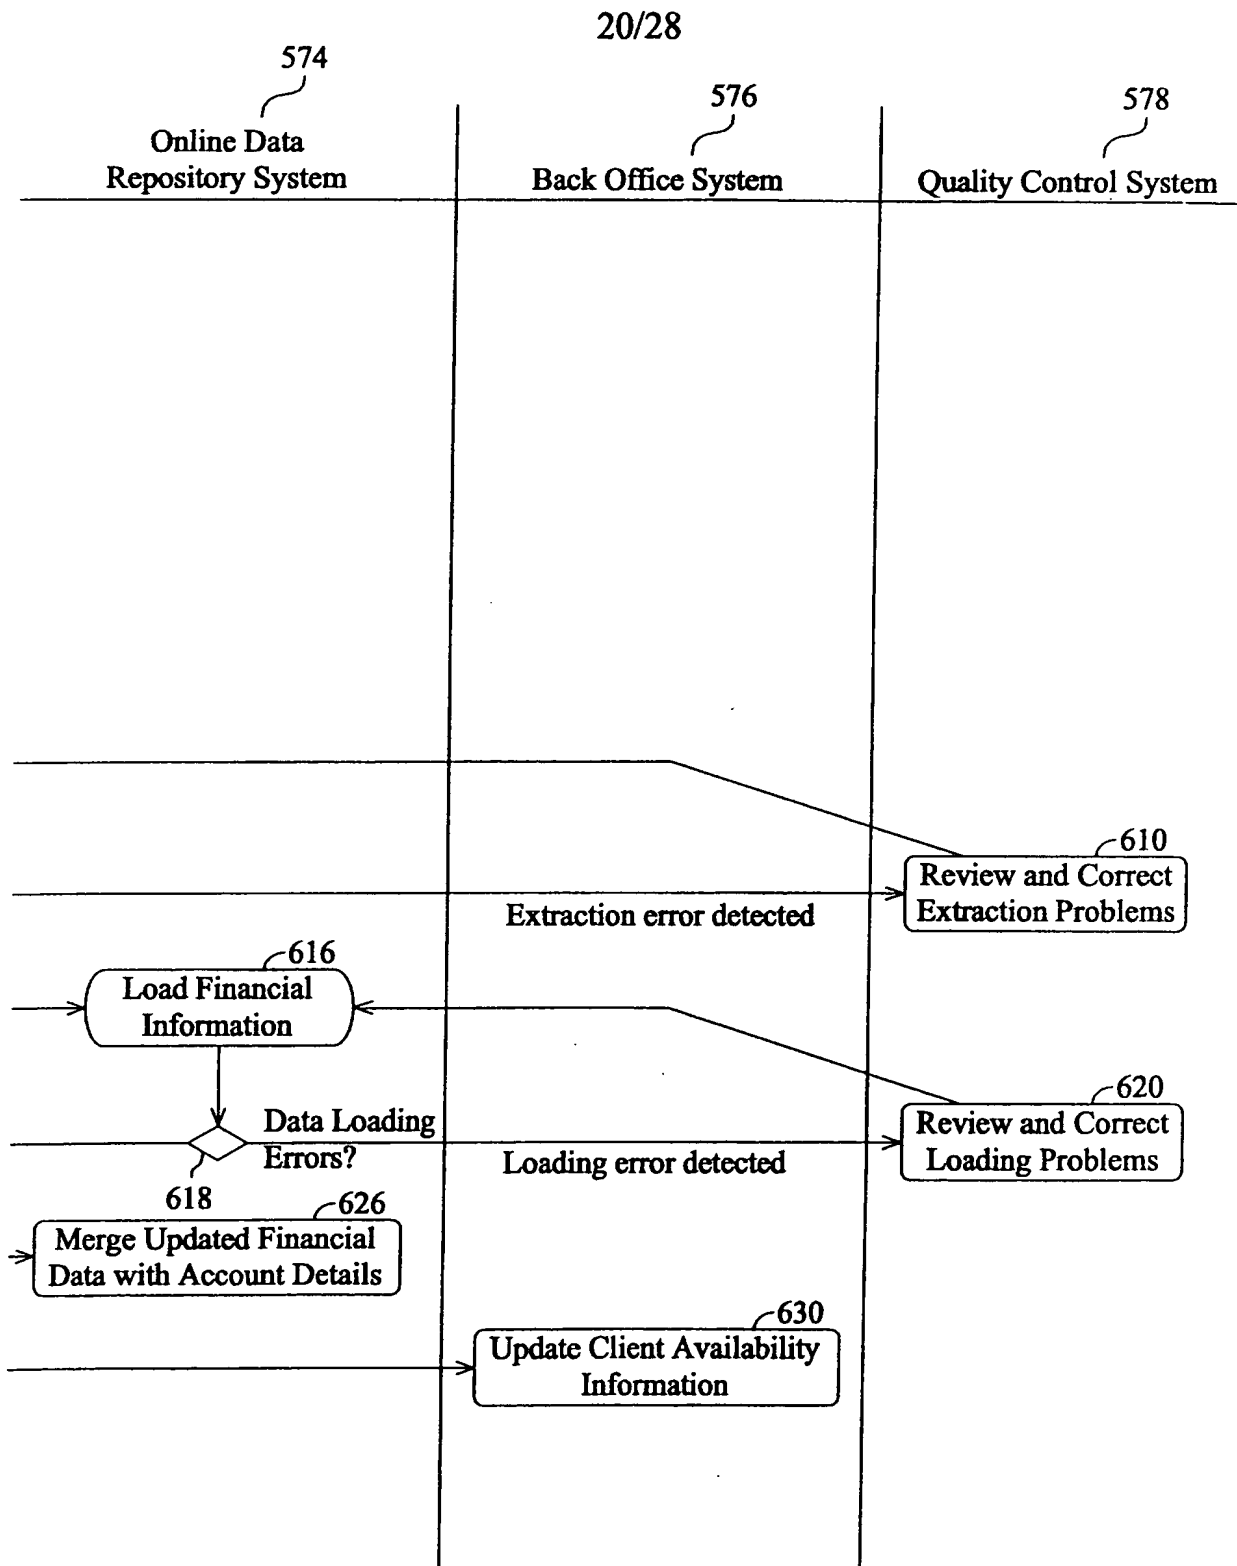 20/28
574
Online Data
Repository System
576
Back Office System
578
Quality Control System
610
Review and Correct
Extraction Problems
Extraction error detected
616
Load Financial
Information
620
Review and Correct
Loading Problems
Data Loading
Errors?
Loading error detected
618
626
Merge Updated Financial
Data with Account Details
630
Update Client Availability
Information